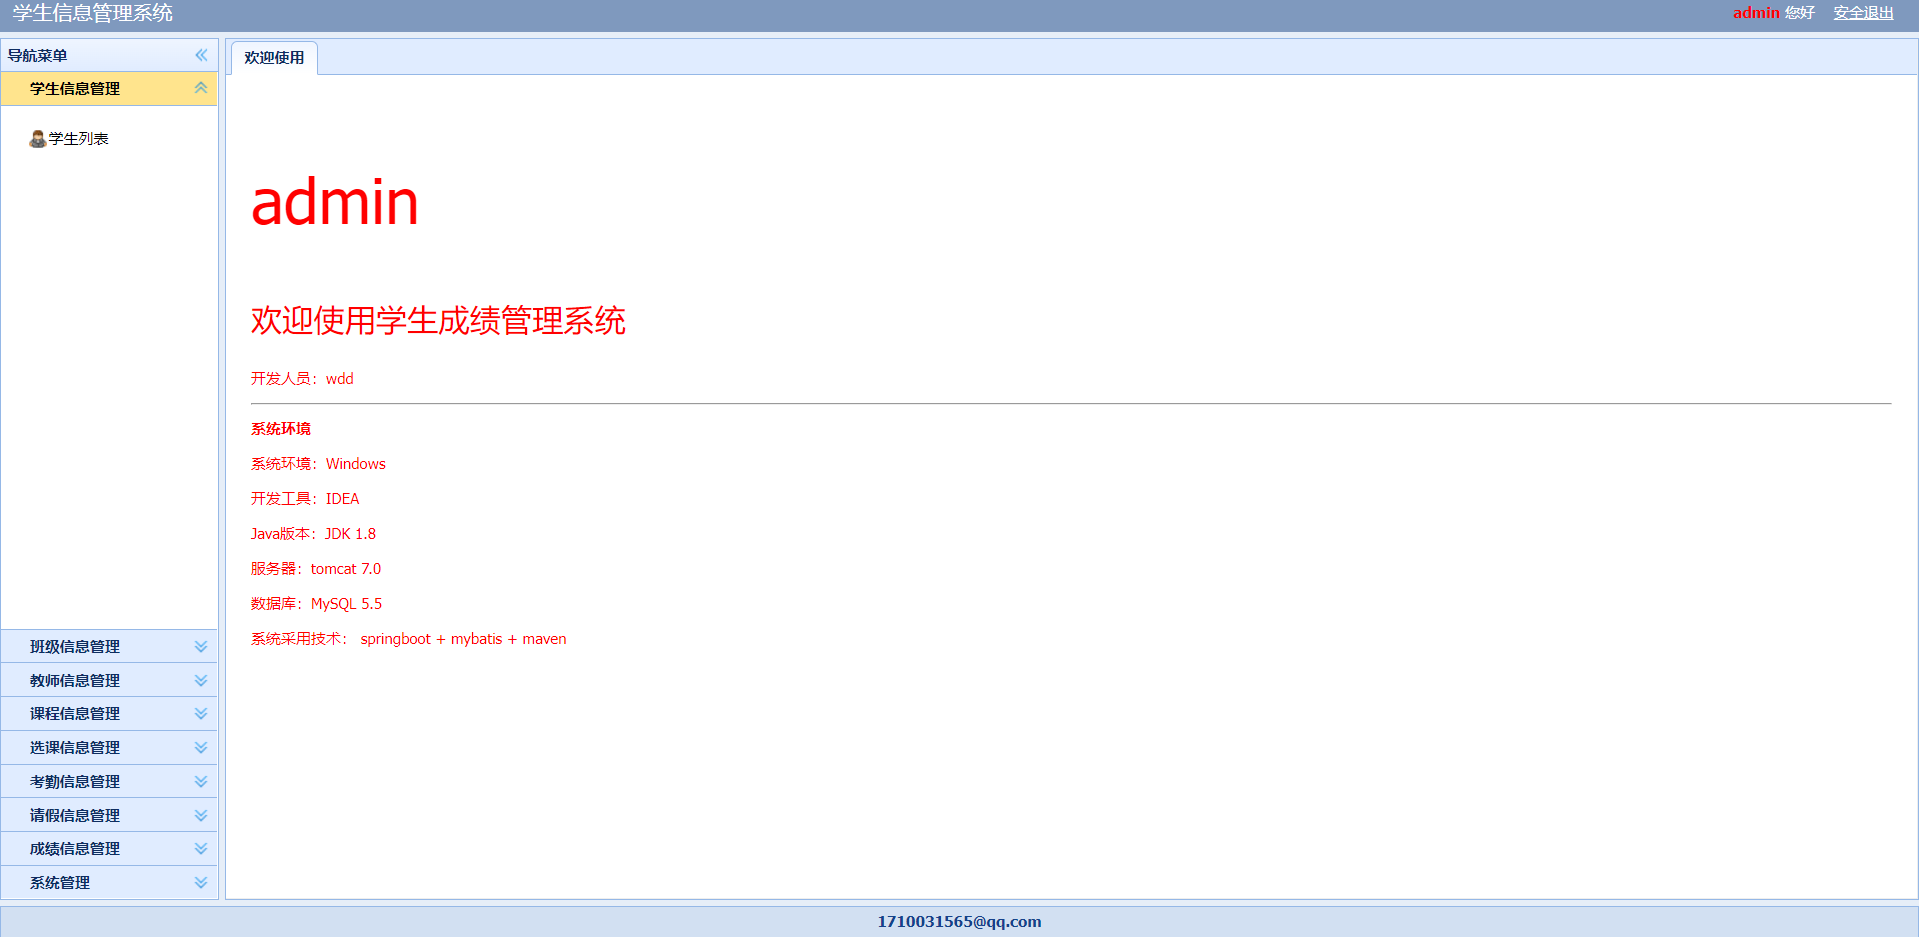 学生信息管理系统
admin 您好 安全退出
导航菜单
学生信息管理
学生列表
班级信息管理
教师信息管理
课程信息管理
选课信息管理
考勤信息管理
请假信息管理
成绩信息管理
系统管理
欢迎使用
admin
欢迎使用学生成绩管理系统
开发人员：wdd
系统环境
系统环境：Windows
开发工具：IDEA
Java版本：JDK 1.8
服务器：tomcat 7.0
数据库：MySQL 5.5
系统采用技术： springboot + mybatis + maven
1710031565@qq.com